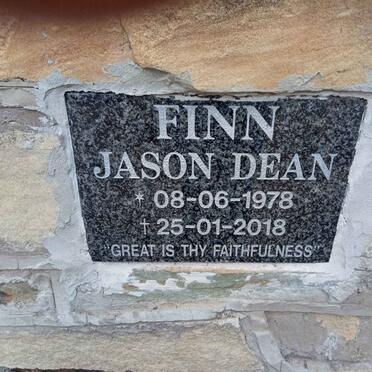 FINN
JASON DEAN
* 08-06-1978
† 25-01-2018
"GREAT IS THY FAITHFULNESS"